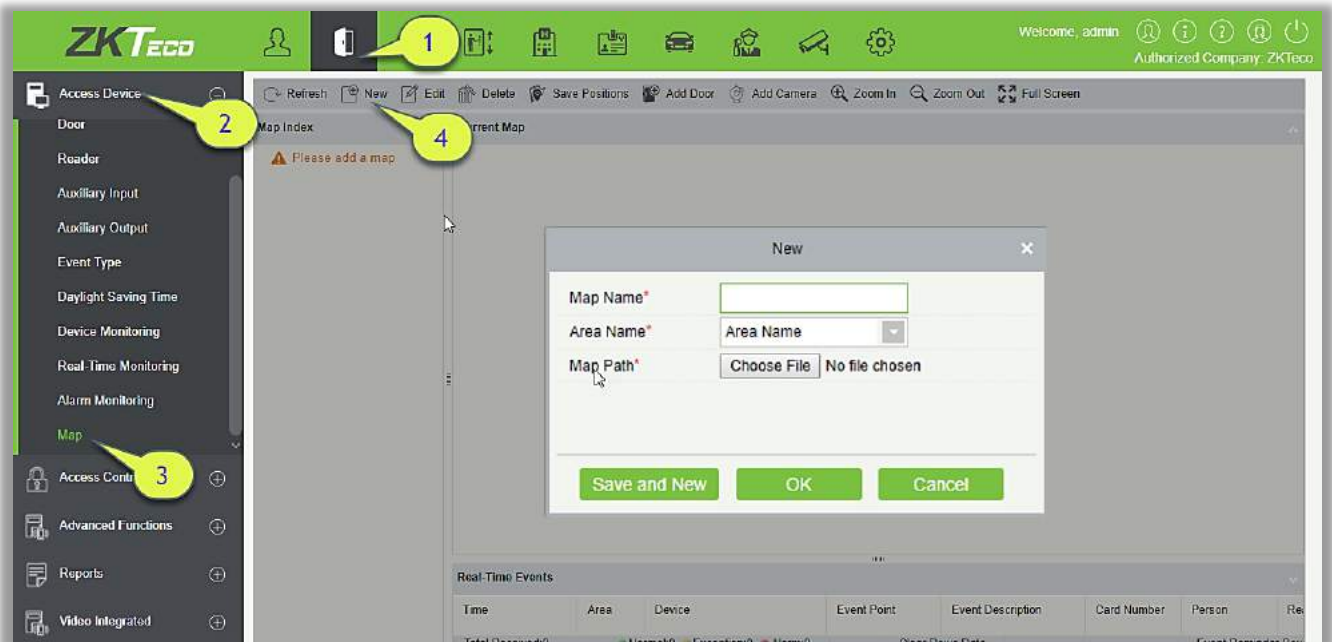 ZKTECO
Welcome, admin
Authorized Company: ZKTeco
1
Access Device
2
Door
Reader
Auxiliary Input
Auxiliary Output
Event Type
Daylight Saving Time
Device Monitoring
Real-Time Monitoring
Alarm Monitoring
Map
3
Access Contr
Advanced Functions
Reports
Video Integrated
Refresh New Edit Delete Save Positions Add Door Add Camera Zoom In Zoom Out Full Screen
4
Map Index
rrent Map
Please add a map
New
Map Name*
Area Name* Area Name
Map Path* Choose File No file chosen
Save and New OK Cancel
Real-Time Events
Time Area Device Event Point Event Description Card Number Person Re